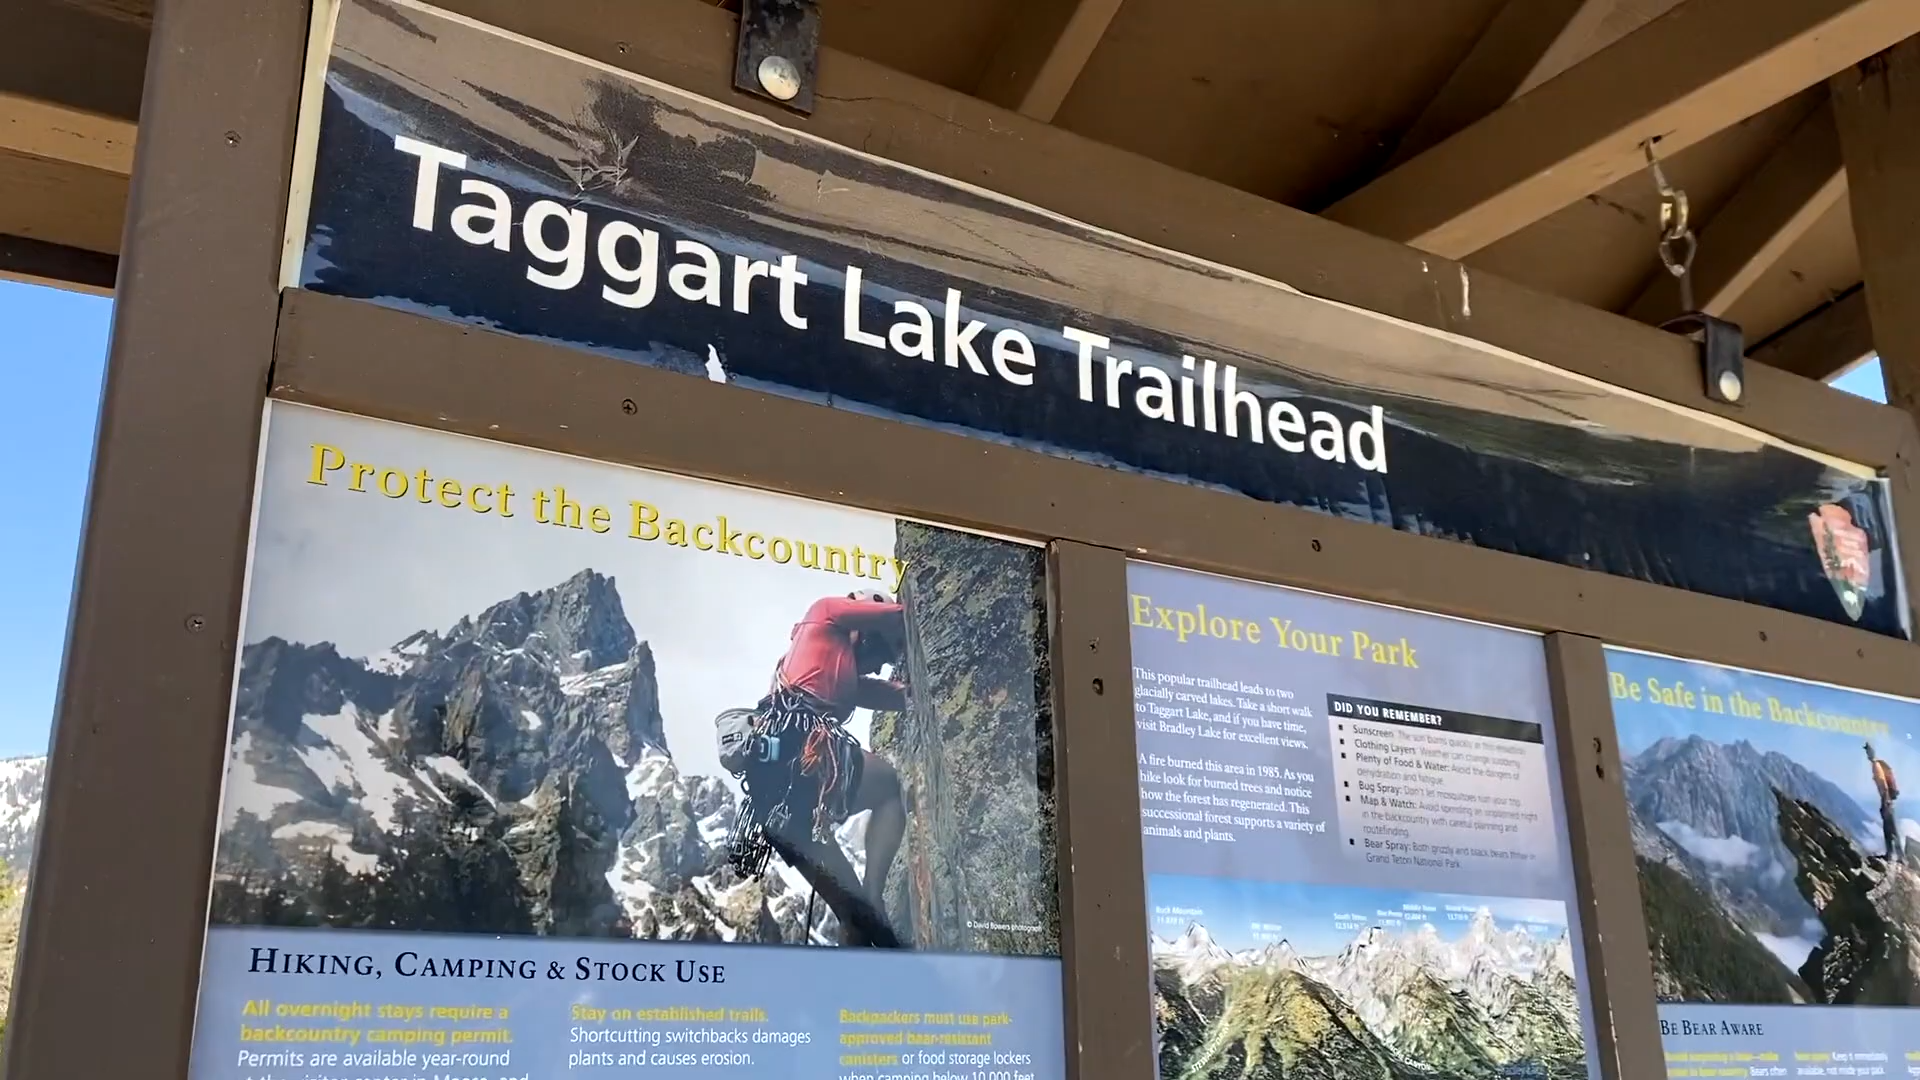 Taggart Lake Trailhead
Protect the Backcountry
© David Bowers photograph
HIKING, CAMPING & STOCK USE
All overnight stays require a
backcountry camping permit.
Permits are available year-round
Stay on established trails.
Shortcutting switchbacks damages
plants and causes erosion.
Backpackers must use park-
approved bear-resistant
canisters or food storage lockers
when camping below 10,000 feet
Explore Your Park
This popular trailhead leads to two
glacially carved lakes. Take a short walk
to Taggart Lake, and if you have time,
visit Bradley Lake for excellent views.
A fire burned this area in 1985. As you
hike look for burned trees and notice
how the forest has regenerated. This
successional forest supports a variety of
animals and plants.
DID YOU REMEMBER?
Sunscreen: The sun burns quickly at this elevation.
Clothing Layers: Weather can change suddenly.
Plenty of Food & Water: Avoid the dangers of
dehydration and fatigue.
Bug Spray: Don't let mosquitoes ruin your trip.
Map & Watch: Avoid spending an unplanned night
in the backcountry with careful planning and
routefinding.
Bear Spray: Both grizzly and black bears thrive in
Grand Teton National Park.
Buck Mountain
South Teton
Middle Teton
Be Safe in the Backcountry
BE BEAR AWARE